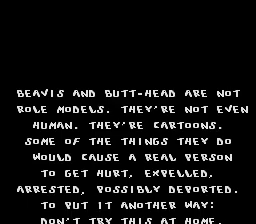 BEAVIS AND BUTT-HEAD ARE NOT
ROLE MODELS. THEY'RE NOT EVEN
HUMAN. THEY'RE CARTOONS.
SOME OF THE THINGS THEY DO
WOULD CAUSE A REAL PERSON
TO GET HURT, EXPELLED,
ARRESTED, POSSIBLY DEPORTED.
TO PUT IT ANOTHER WAY:
DON'T TRY THIS AT HOME.